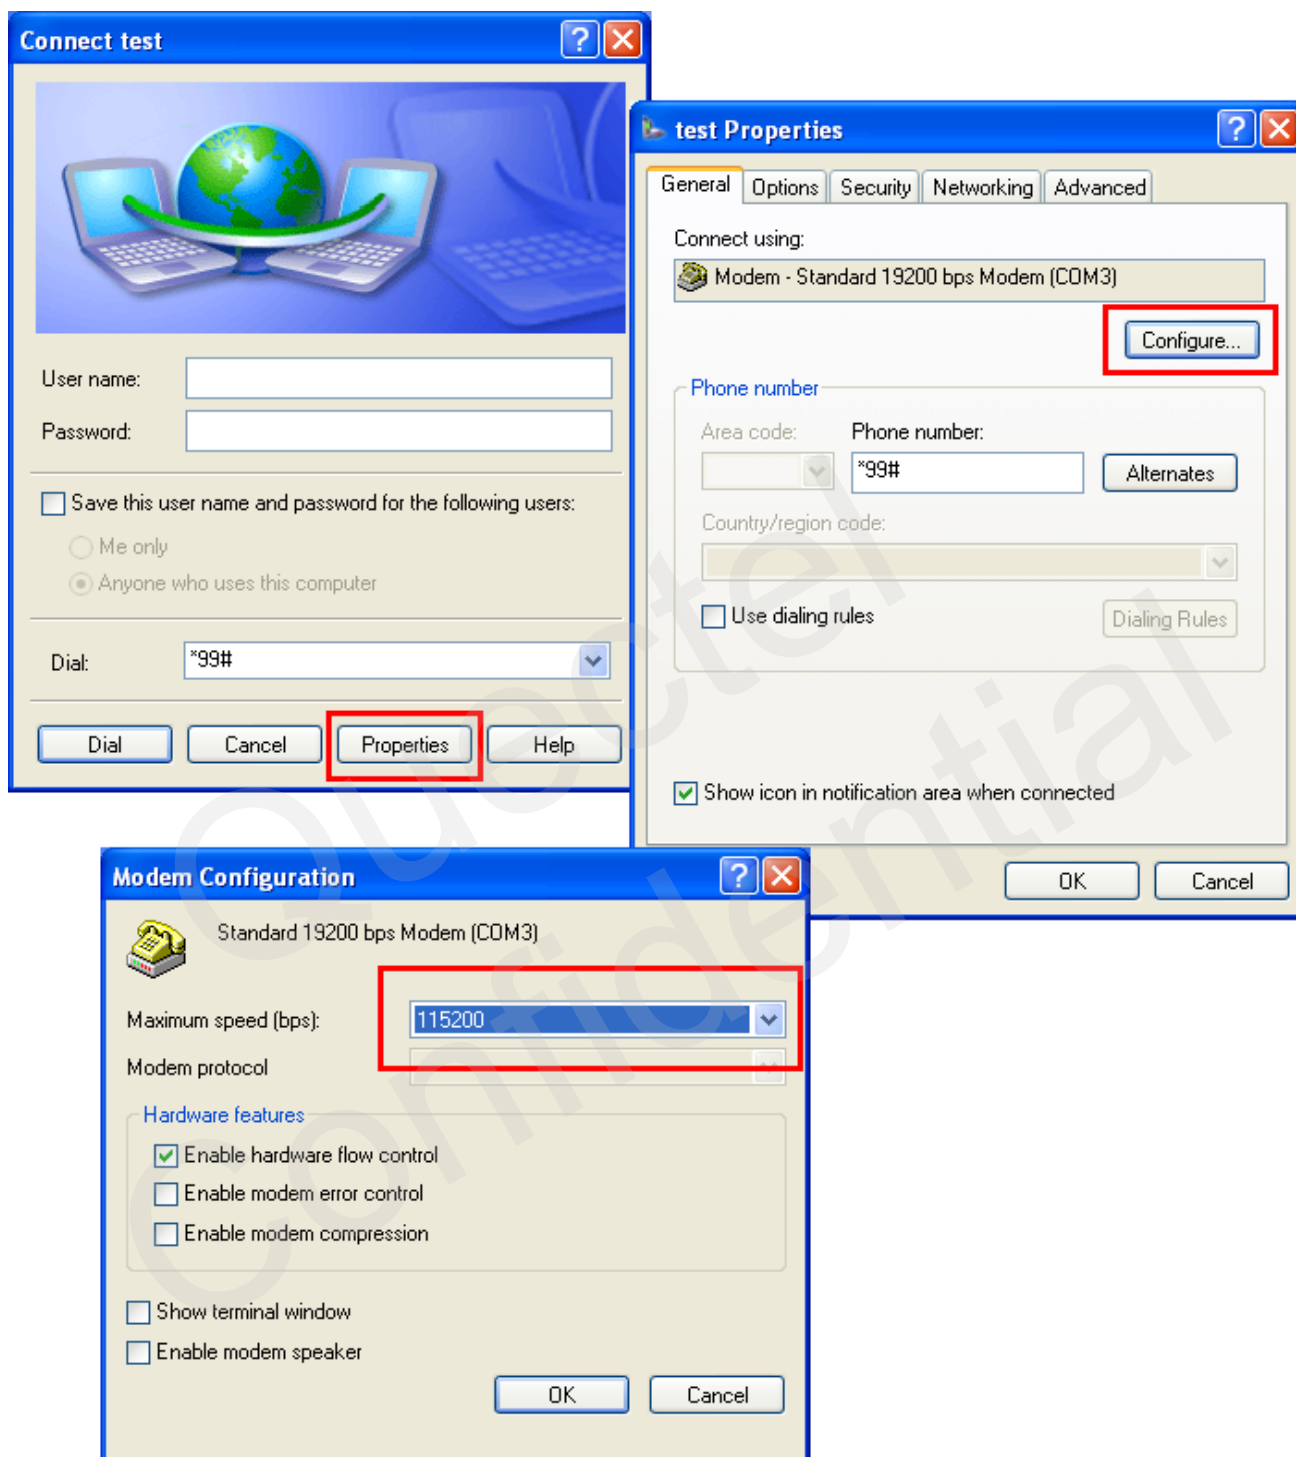 Connect test
User name:
Password:
Save this user name and password for the following users:
Me only
Anyone who uses this computer
Dial: *99#
Dial Cancel Properties Help
test Properties
General Options Security Networking Advanced
Connect using:
Modem - Standard 19200 bps Modem (COM3)
Configure...
Phone number
Area code: Phone number:
*99# Alternates
Country/region code:
Use dialing rules Dialing Rules
Show icon in notification area when connected
OK Cancel
Modem Configuration
Standard 19200 bps Modem (COM3)
Maximum speed (bps): 115200
Modem protocol
Hardware features
Enable hardware flow control
Enable modem error control
Enable modem compression
Show terminal window
Enable modem speaker
OK Cancel
Quectel
Confidential